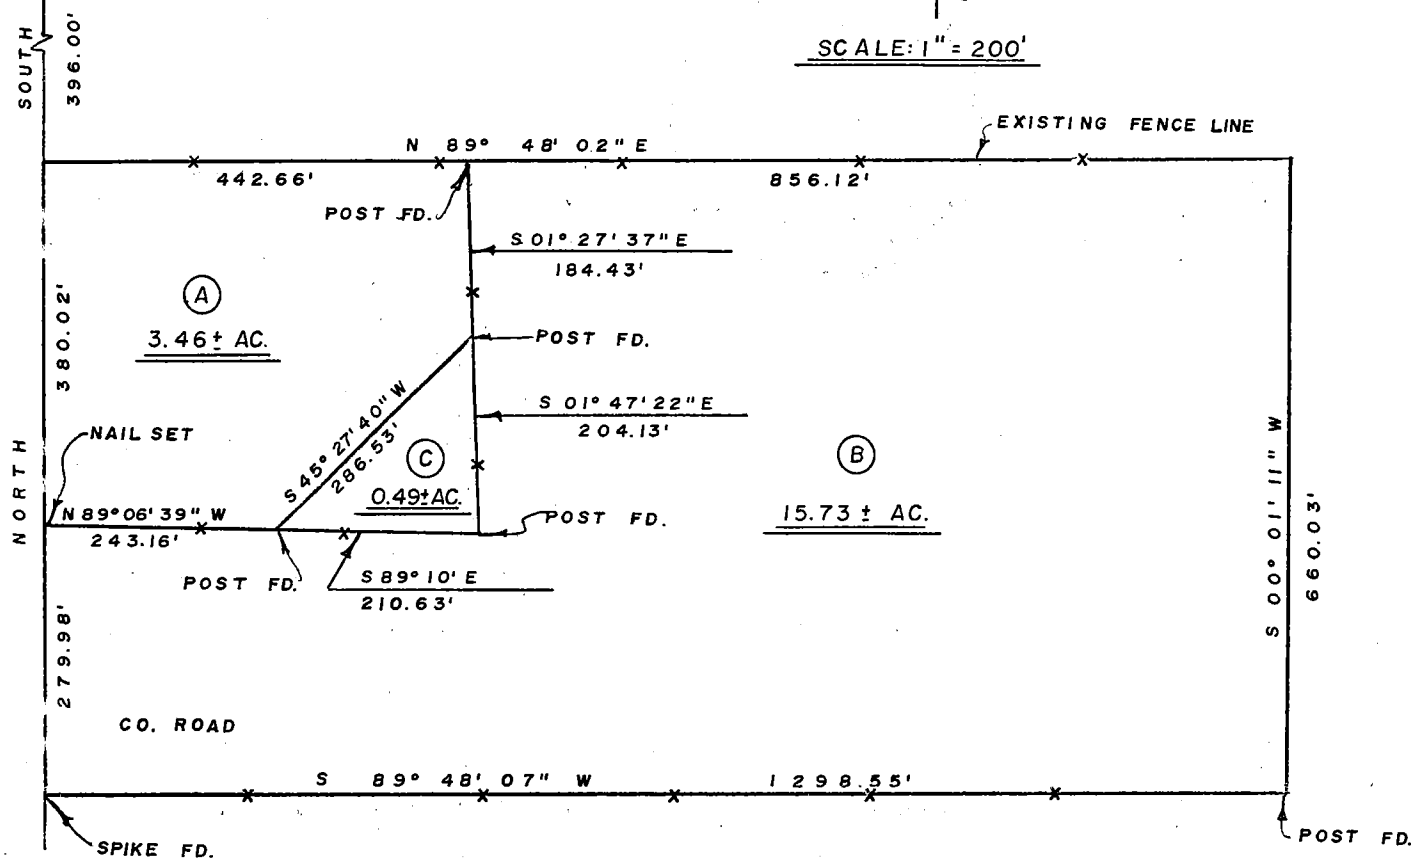 SOUTH
396.00'
SCALE: 1" = 200'
EXISTING FENCE LINE
N 89° 48' 02" E
442.66'
856.12'
POST FD.
S 01° 27' 37" E
184.43'
A
3.46 ± AC.
380.02'
POST FD.
S 01° 47' 22" E
204.13'
S 45° 27' 40" W
286.53'
NAIL SET
C
0.49 ± AC.
B
15.73 ± AC.
NORTH
N 89° 06' 39" W
243.16'
POST FD.
POST FD.
S 89° 10' E
210.63'
S 00° 01' 11" W
660.03'
279.98'
CO. ROAD
S 89° 48' 07" W 1298.55'
SPIKE FD.
POST FD.